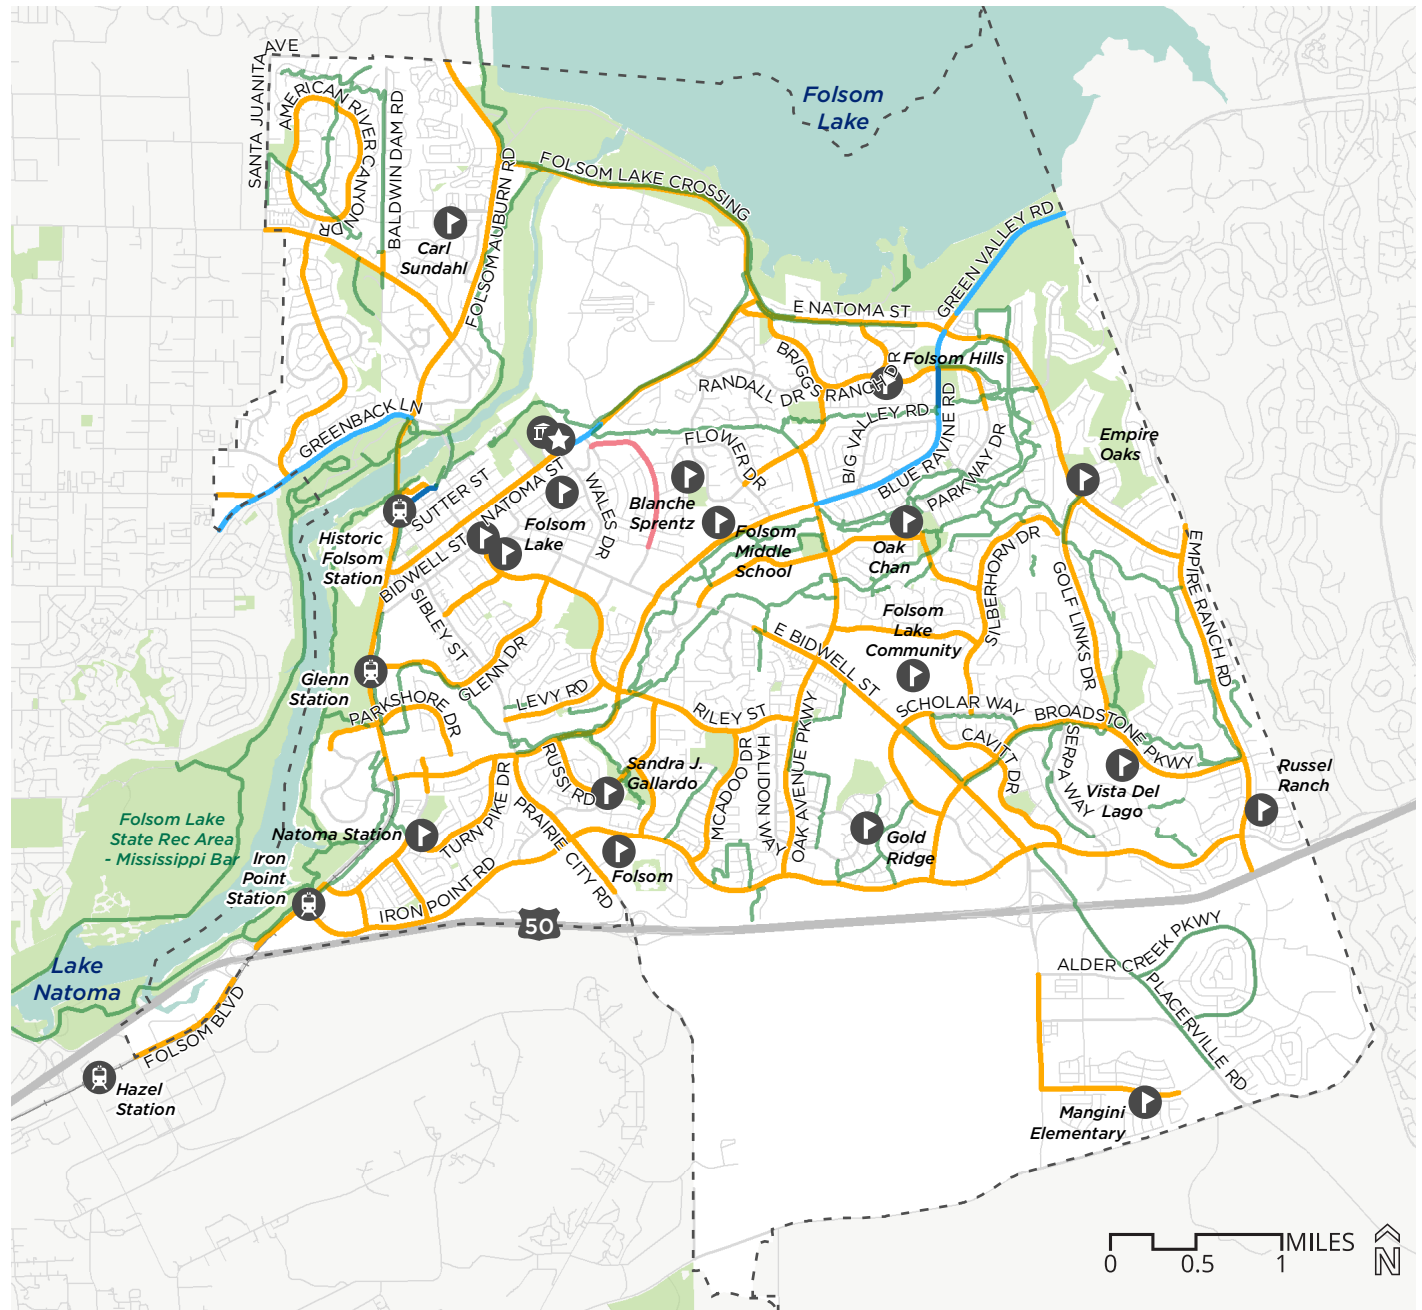 AVE
SANTA JUANITA
AMERICAN RIVER CANYON DR
BALDWIN DAM RD
Folsom
Lake
FOLSOM LAKE CROSSING
FOLSOM AUBURN RD
Carl
Sundahl
GREEN VALLEY RD
E NATOMA ST
BRIGGS RANCH DR
Folsom Hills
RANDALL DR
BIG VALLEY RD
BLUE RAVINE RD
PARKWAY DR
GREENBACK LN
FLOWER DR
Empire
Oaks
SUTTER ST
NATOMA ST
WALES DR
Blanche
Sprentz
Folsom
Lake
Folsom
Middle
School
Oak
Chan
Historic
Folsom
Station
BIDWELL ST
SIBLEY ST
SILBERHORN DR
GOLF LINKS DR
EMPIRE RANCH RD
Folsom
Lake
Community
E BIDWELL ST
GLENN DR
Glenn
Station
LEVY RD
PARKSHORE DR
RILEY ST
OAK AVENUE PKWY
SCHOLAR WAY
BROADSTONE PKWY
CAVITT DR
SERPA WAY
Vista Del
Lago
Russel
Ranch
RUSSI RD
Sandra J.
Gallardo
MCADOO DR
HALIDON WAY
Folsom Lake
State Rec Area
- Mississippi Bar
Natoma Station
TURN PIKE DR
PRAIRIE CITY RD
Gold
Ridge
Iron
Point
Station
Folsom
IRON POINT RD
50
Lake
Natoma
ALDER CREEK PKWY
PLACERVILLE RD
FOLSOM BLVD
Hazel
Station
Mangini
Elementary
MILES
0 0.5 1
N